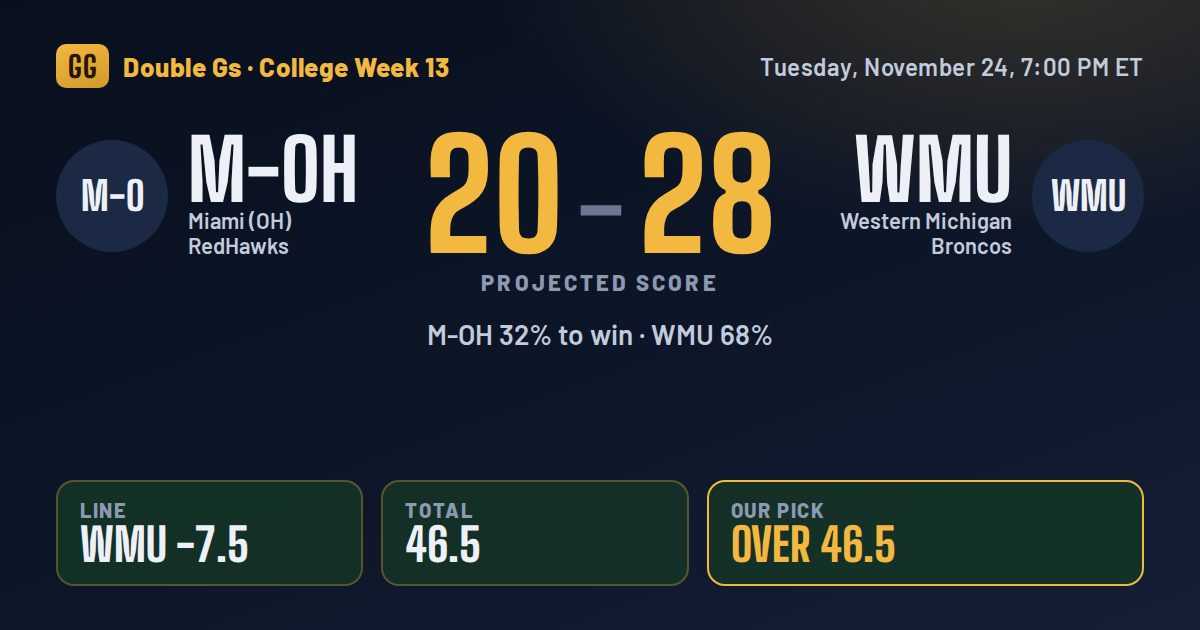 GG Double Gs · College Week 13
Tuesday, November 24, 7:00 PM ET
M-O
M-OH
Miami (OH)
RedHawks
20 - 28
PROJECTED SCORE
M-OH 32% to win · WMU 68%
WMU
Western Michigan
Broncos
WMU
LINE
WMU -7.5
TOTAL
46.5
OUR PICK
OVER 46.5